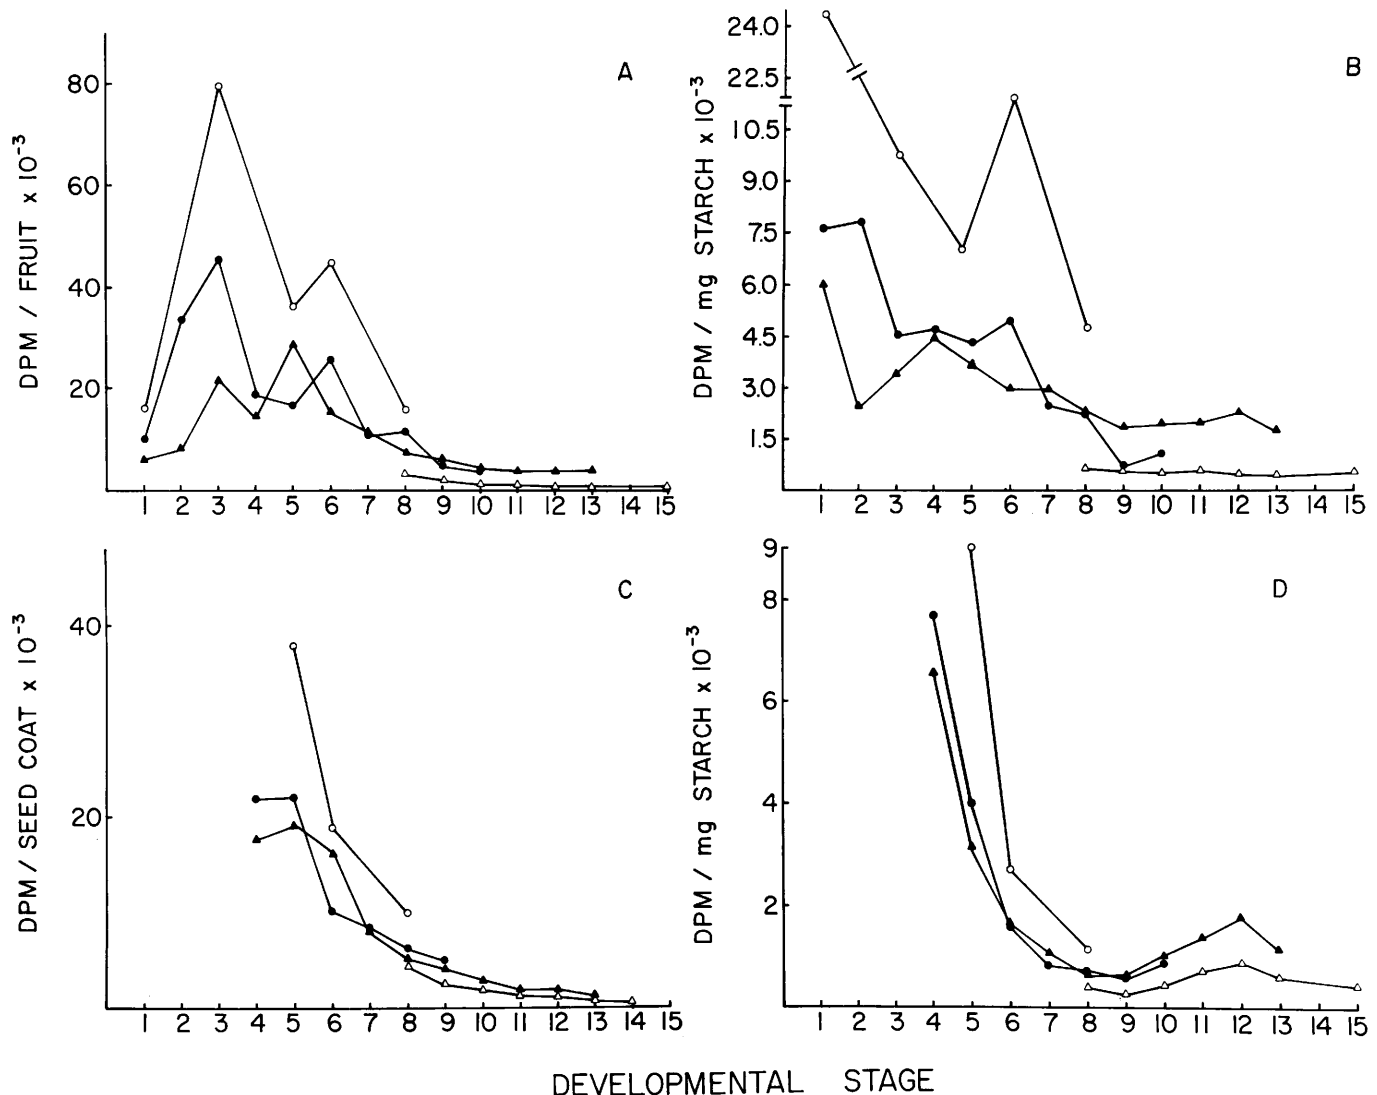 A
DPM / FRUIT x 10⁻³
80
60
40
20
1 2 3 4 5 6 7 8 9 10 11 12 13 14 15
B
DPM / mg STARCH x 10⁻³
24.0
22.5
10.5
9.0
7.5
6.0
4.5
3.0
1.5
1 2 3 4 5 6 7 8 9 10 11 12 13 14 15
C
DPM/ SEED COAT x 10⁻³
40
20
1 2 3 4 5 6 7 8 9 10 11 12 13 14 15
D
DPM / mg STARCH x 10⁻³
9
8
6
4
2
1 2 3 4 5 6 7 8 9 10 11 12 13 14 15
DEVELOPMENTAL STAGE